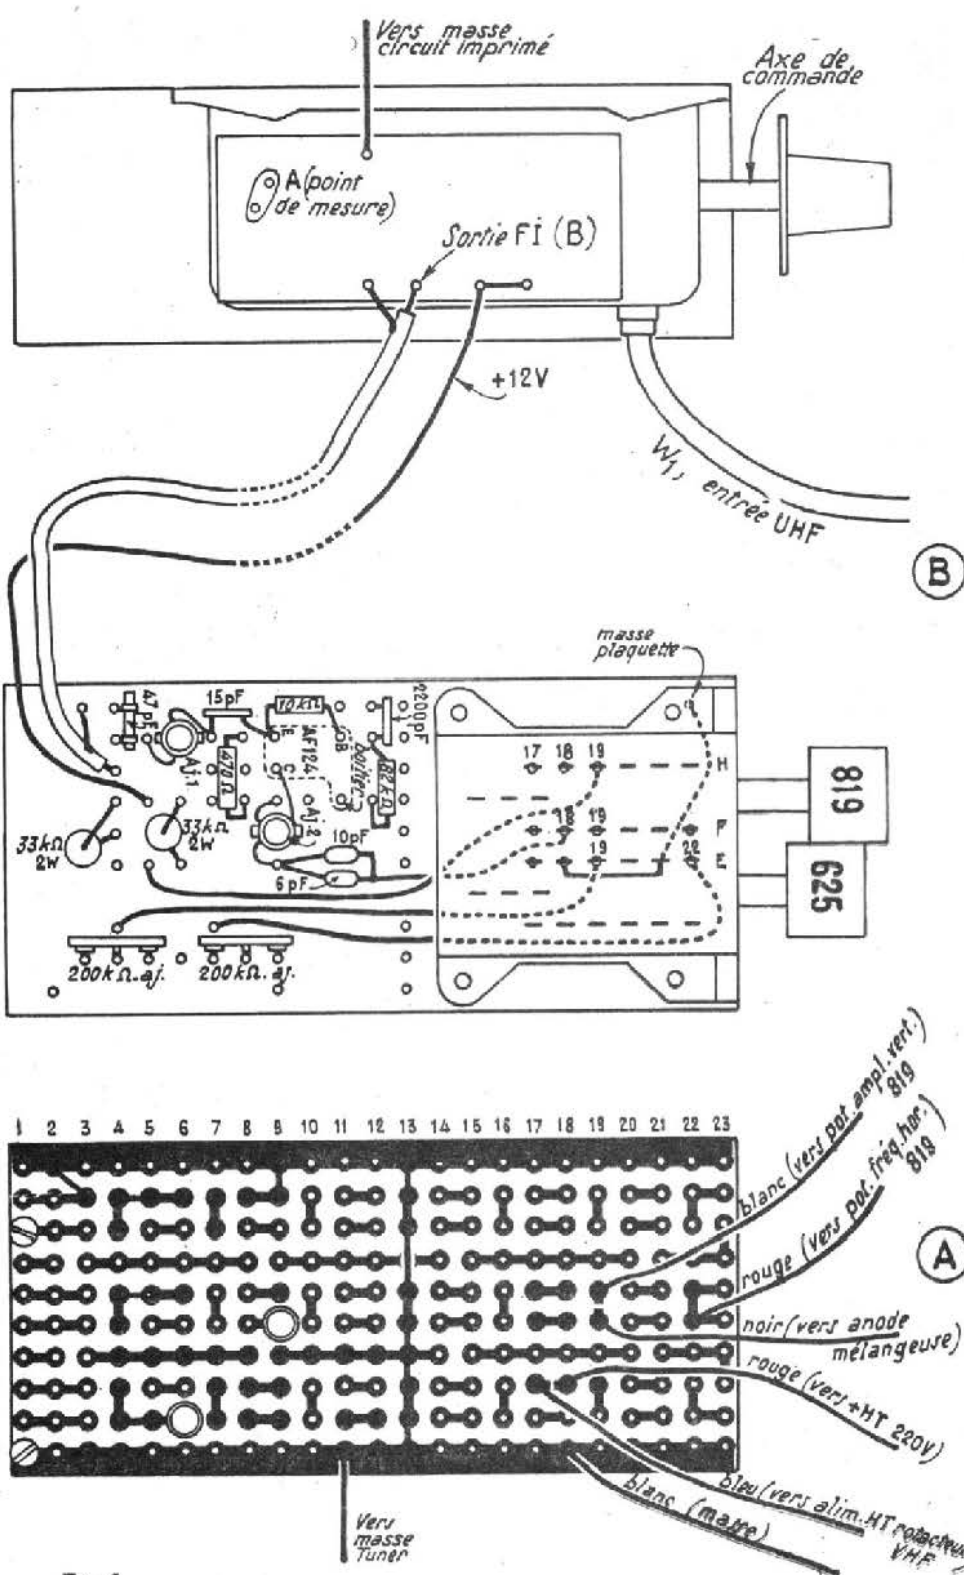 Vers masse
circuit imprimé
Axe de
commande
A (point
de mesure)
Sortie FI (B)
+12V
W1, entrée UHF
B
masse
plaquette
47 pF
15pF
10kΩ
2200pF
Aj.1
470Ω
E
AF124
B
C
boîtier
Aj.2
33kΩ
2W
33kΩ
2W
10pF
6pF
200kΩ.aj.
200kΩ.aj.
17 18 19
H
18 19
F
19 22
E
819
625
1 2 3 4 5 6 7 8 9 10 11 12 13 14 15 16 17 18 19 20 21 22 23
blanc (vers pot. ampl. vert.)
819
rouge (vers pot. fréq. hor.)
819
A
noir (vers anode
mélangeuse)
rouge (vers +HT 220V)
bleu (vers alim. HT rotacteur
VHF
blanc (masse)
Vers
masse
Tuner